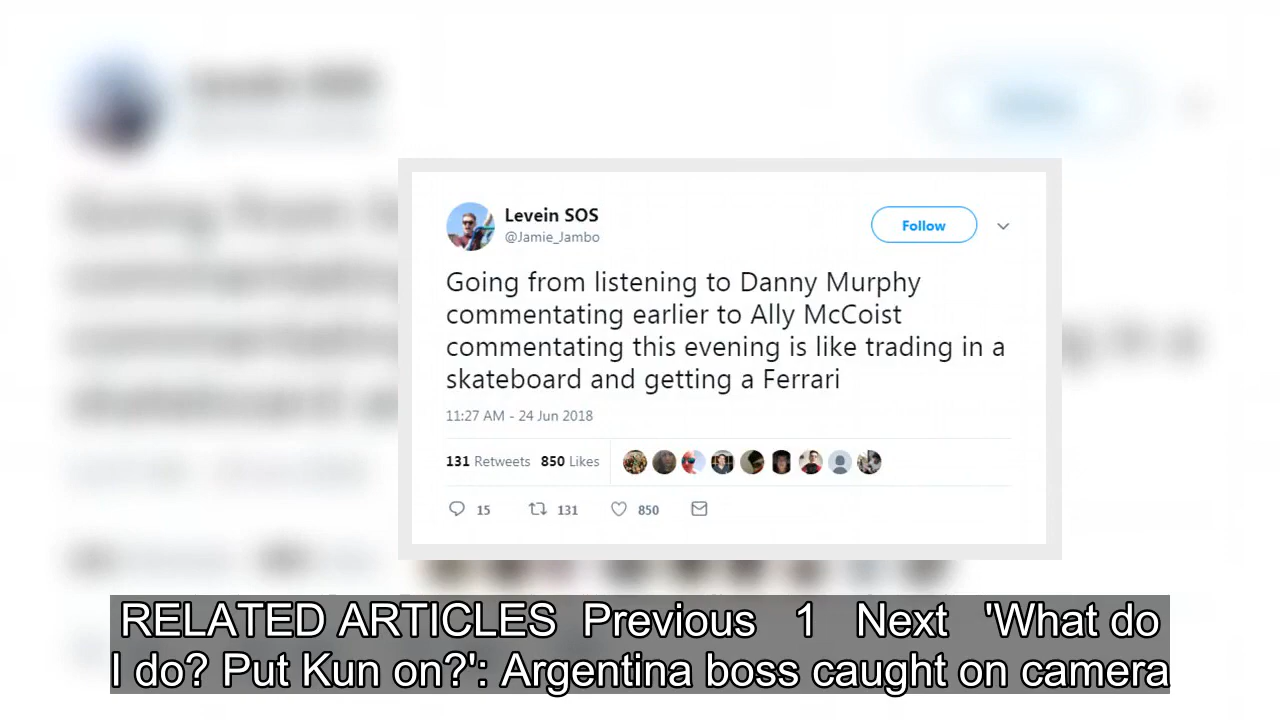 Levein SOS
@Jamie_Jambo
Follow
Going from listening to Danny Murphy
commentating earlier to Ally McCoist
commentating this evening is like trading in a
skateboard and getting a Ferrari
11:27 AM - 24 Jun 2018
131 Retweets 850 Likes
15 131 850
RELATED ARTICLES Previous 1 Next 'What do
I do? Put Kun on?': Argentina boss caught on camera